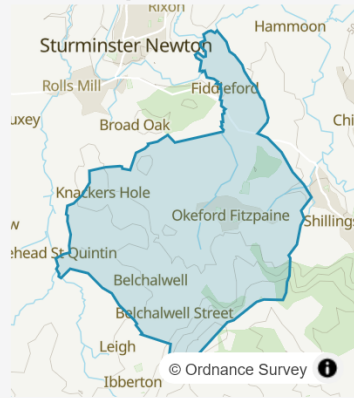 Rixon
Hammoon
Sturminster Newton
Rolls Mill
Fiddleford
uxey
Broad Oak
Chi
Knackers Hole
Okeford Fitzpaine
Shillings
w
ehead St Quintin
Belchalwell
Belchalwell Street
Leigh
Ibberton
© Ordnance Survey
i